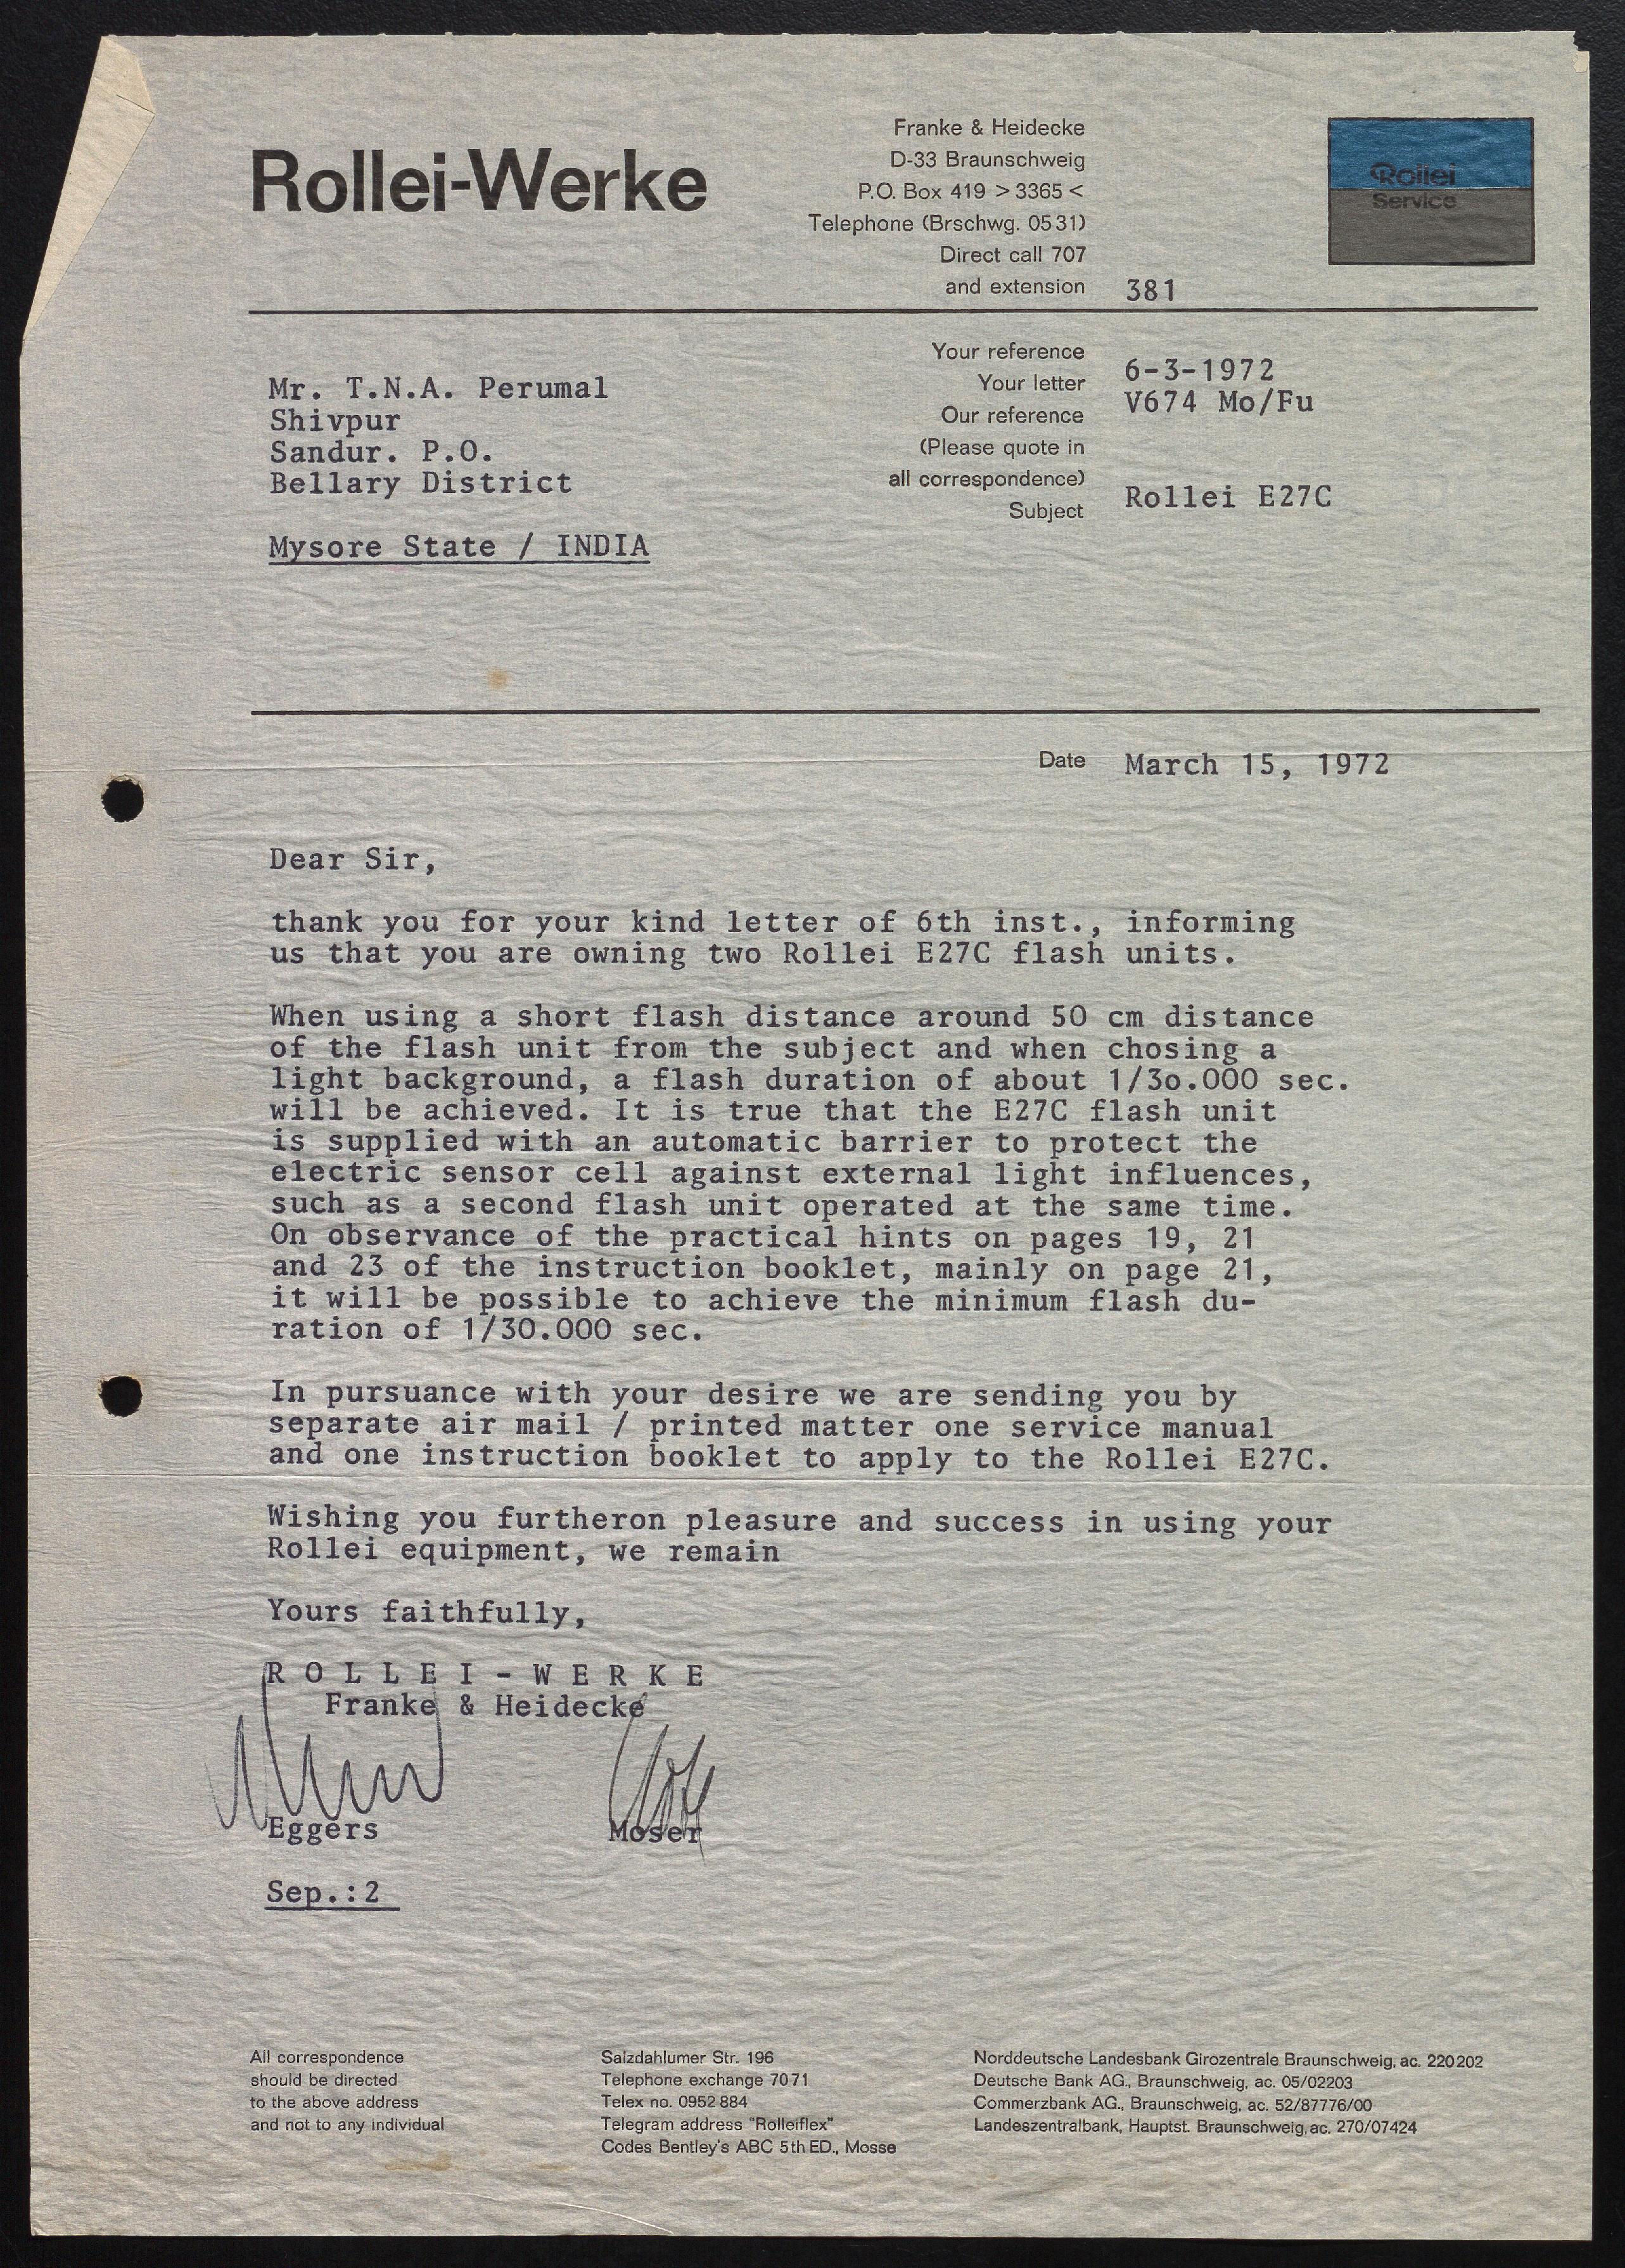 Rollei-Werke
Franke & Heidecke
D-33 Braunschweig
P.O. Box 419 > 3365 <
Telephone (Brschwg. 0531)
Direct call 707
and extension 381
Rollei
Service
Mr. T.N.A. Perumal
Shivpur
Sandur. P.O.
Bellary District
Mysore State / INDIA
Your reference
Your letter 6-3-1972
Our reference V674 Mo/Fu
(Please quote in
all correspondence)
Subject Rollei E27C
Date March 15, 1972
Dear Sir,
thank you for your kind letter of 6th inst., informing
us that you are owning two Rollei E27C flash units.
When using a short flash distance around 50 cm distance
of the flash unit from the subject and when chosing a
light background, a flash duration of about 1/3o.000 sec.
will be achieved. It is true that the E27C flash unit
is supplied with an automatic barrier to protect the
electric sensor cell against external light influences,
such as a second flash unit operated at the same time.
On observance of the practical hints on pages 19, 21
and 23 of the instruction booklet, mainly on page 21,
it will be possible to achieve the minimum flash du-
ration of 1/30.000 sec.
In pursuance with your desire we are sending you by
separate air mail / printed matter one service manual
and one instruction booklet to apply to the Rollei E27C.
Wishing you furtheron pleasure and success in using your
Rollei equipment, we remain
Yours faithfully,
R O L L E I - W E R K E
Franke & Heidecke
Eggers Moser
Sep.:2
All correspondence
should be directed
to the above address
and not to any individual
Salzdahlumer Str. 196
Telephone exchange 7071
Telex no. 0952 884
Telegram address "Rolleiflex"
Codes Bentley's ABC 5th ED., Mosse
Norddeutsche Landesbank Girozentrale Braunschweig, ac. 220202
Deutsche Bank AG., Braunschweig, ac. 05/02203
Commerzbank AG., Braunschweig, ac. 52/87776/00
Landeszentralbank, Hauptst. Braunschweig, ac. 270/07424